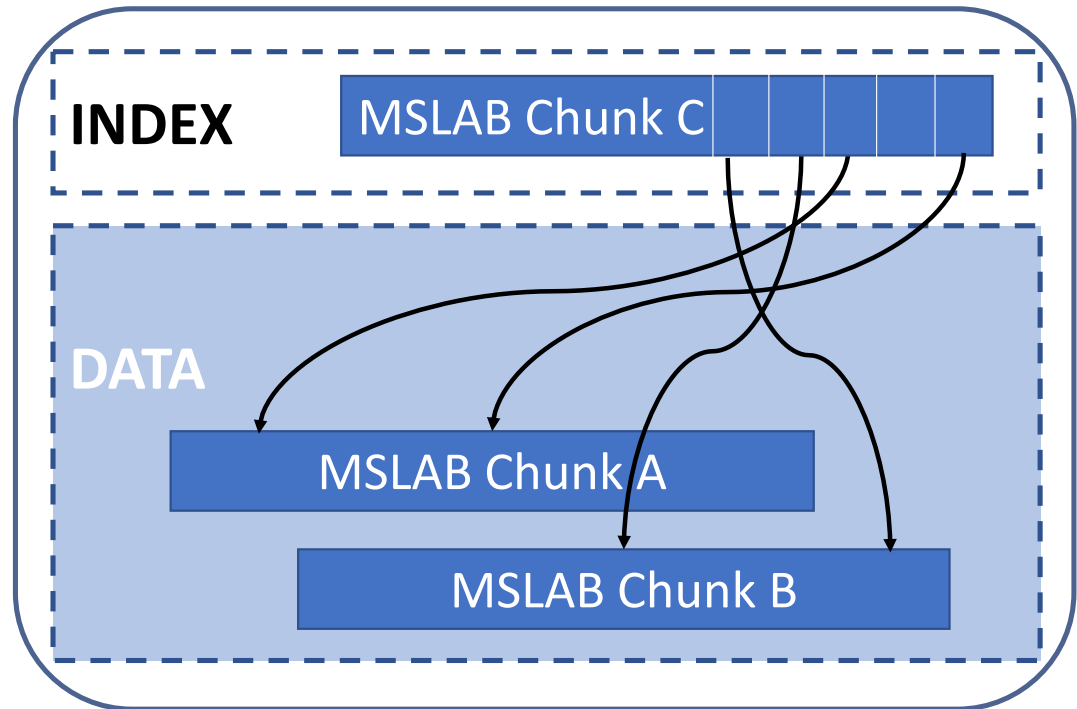 INDEX
MSLAB Chunk C
DATA
MSLAB Chunk A
MSLAB Chunk B